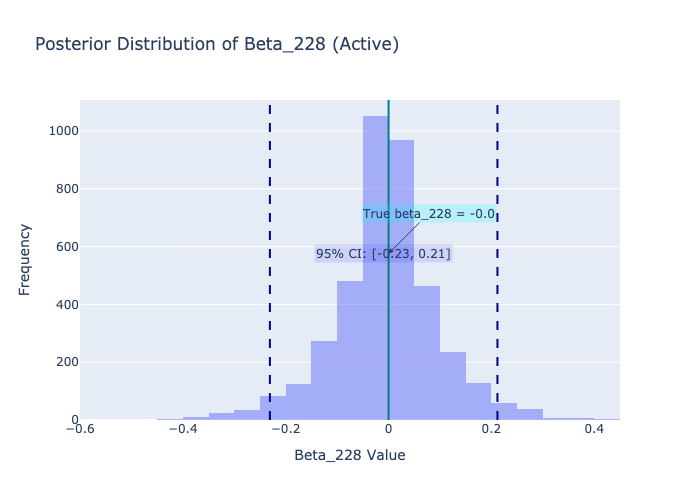 Posterior Distribution of Beta_228 (Active)
1000
800
True beta_228 = -0.0
600
95% CI: [-0.23, 0.21]
Frequency
400
200
0
−0.6
−0.4
−0.2
0
0.2
0.4
Beta_228 Value